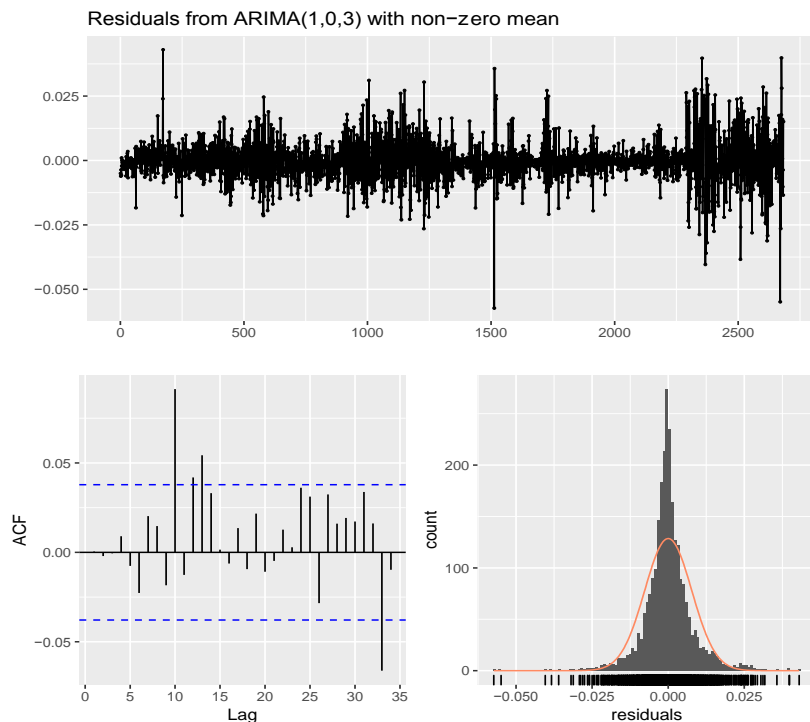 Residuals from ARIMA(1,0,3) with non−zero mean
0.025
0.000
−0.025
−0.050
0 500 1000 1500 2000 2500
ACF
0.05
0.00
−0.05
0 5 10 15 20 25 30 35
Lag
count
200
100
0
−0.050 −0.025 0.000 0.025
residuals